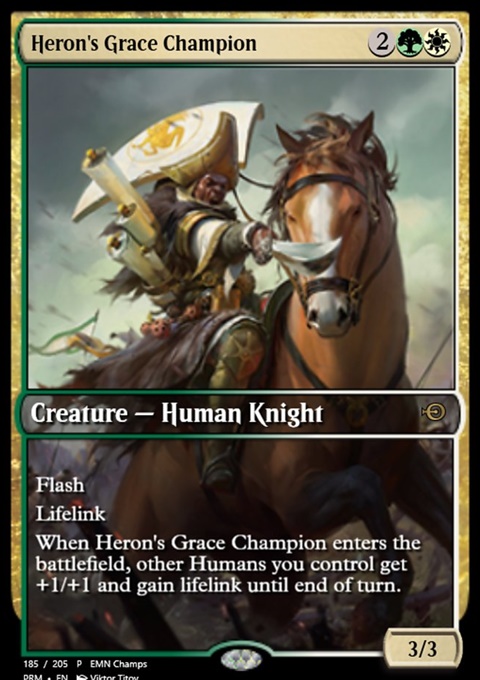 Heron's Grace Champion 2
Creature — Human Knight
Flash
Lifelink
When Heron's Grace Champion enters the
battlefield, other Humans you control get
+1/+1 and gain lifelink until end of turn.
3/3
185 / 205 P EMN Champs
PRM • EN Viktor Titov